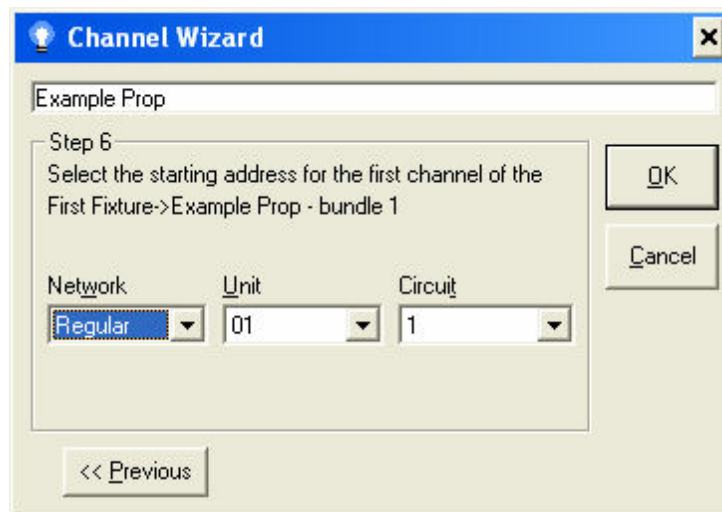 Channel Wizard
Example Prop
Step 6
Select the starting address for the first channel of the
First Fixture->Example Prop - bundle 1
OK
Cancel
Network Unit Circuit
Regular 01 1
<< Previous